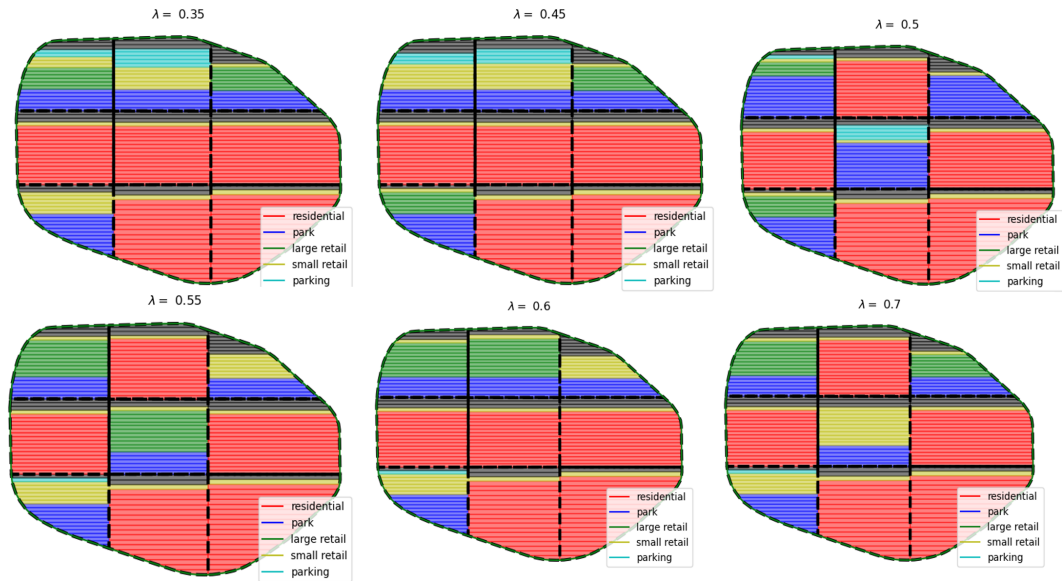 λ = 0.35
λ = 0.45
λ = 0.5
residential
park
large retail
small retail
parking
residential
park
large retail
small retail
parking
residential
park
large retail
small retail
parking
λ = 0.55
λ = 0.6
λ = 0.7
residential
park
large retail
small retail
parking
residential
park
large retail
small retail
parking
residential
park
large retail
small retail
parking